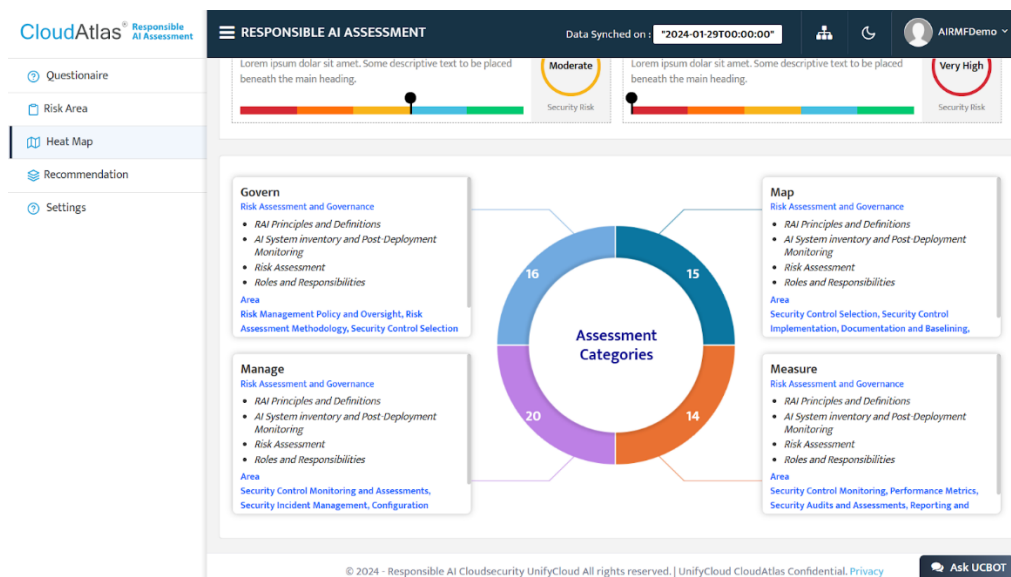 CloudAtlas® Responsible AI Assessment
RESPONSIBLE AI ASSESSMENT
Data Synched on : "2024-01-29T00:00:00"
AIRMFDemo
Questionaire
Risk Area
Heat Map
Recommendation
Settings
Lorem ipsum dolar sit amet. Some descriptive text to be placed
beneath the main heading.
Moderate
Security Risk
Lorem ipsum dolar sit amet. Some descriptive text to be placed
beneath the main heading.
Very High
Security Risk
Govern
Risk Assessment and Governance
• RAI Principles and Definitions
• AI System inventory and Post-Deployment
Monitoring
• Risk Assessment
• Roles and Responsibilities
Area
Risk Management Policy and Oversight, Risk
Assessment Methodology, Security Control Selection
Map
Risk Assessment and Governance
• RAI Principles and Definitions
• AI System inventory and Post-Deployment
Monitoring
• Risk Assessment
• Roles and Responsibilities
Area
Security Control Selection, Security Control
Implementation, Documentation and Baselining,
16
15
Assessment
Categories
20
14
Manage
Risk Assessment and Governance
• RAI Principles and Definitions
• AI System inventory and Post-Deployment
Monitoring
• Risk Assessment
• Roles and Responsibilities
Area
Security Control Monitoring and Assessments,
Security Incident Management, Configuration
Measure
Risk Assessment and Governance
• RAI Principles and Definitions
• AI System inventory and Post-Deployment
Monitoring
• Risk Assessment
• Roles and Responsibilities
Area
Security Control Monitoring, Performance Metrics,
Security Audits and Assessments, Reporting and
© 2024 - Responsible AI Cloudsecurity UnifyCloud All rights reserved. | UnifyCloud CloudAtlas Confidential. Privacy
Ask UCBOT